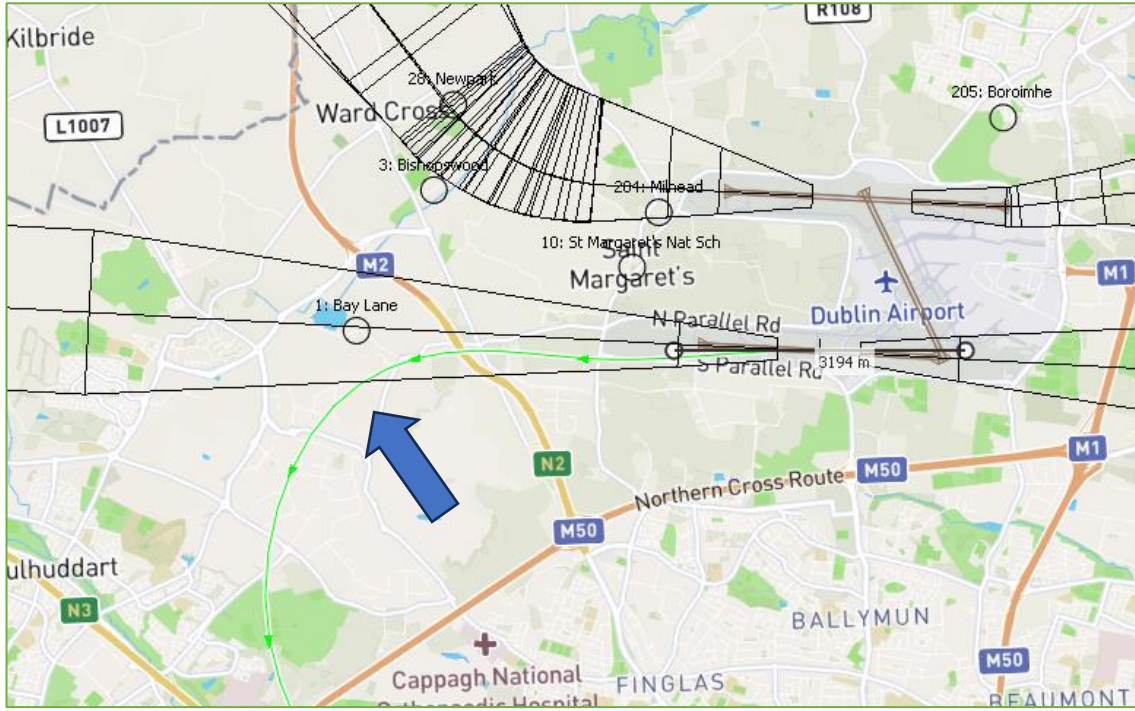 R108
Kilbride
28: Newpark
205: Boroimhe
Ward Cross
L1007
3: Bishopswood
204: Milhead
10: St Margaret's Nat Sch
Saint
Margaret's
M2
M1
1: Bay Lane
N Parallel Rd
Dublin Airport
S Parallel Rd
3194 m
M1
N2
M50
Northern Cross Route
M50
ulhuddart
N3
BALLYMUN
M50
Cappagh National
Orthopaedic Hospital
FINGLAS
BEAUMONT